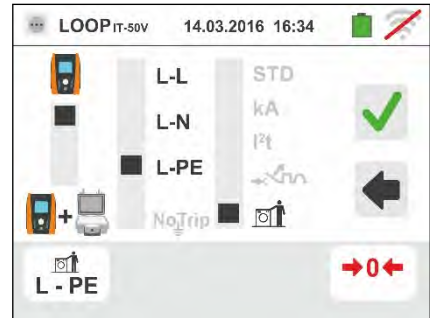 LOOP IT-50V 14.03.2016 16:34
L-L STD
L-N kA
I²t
L-PE
NoTrip
+
L - PE
→0←